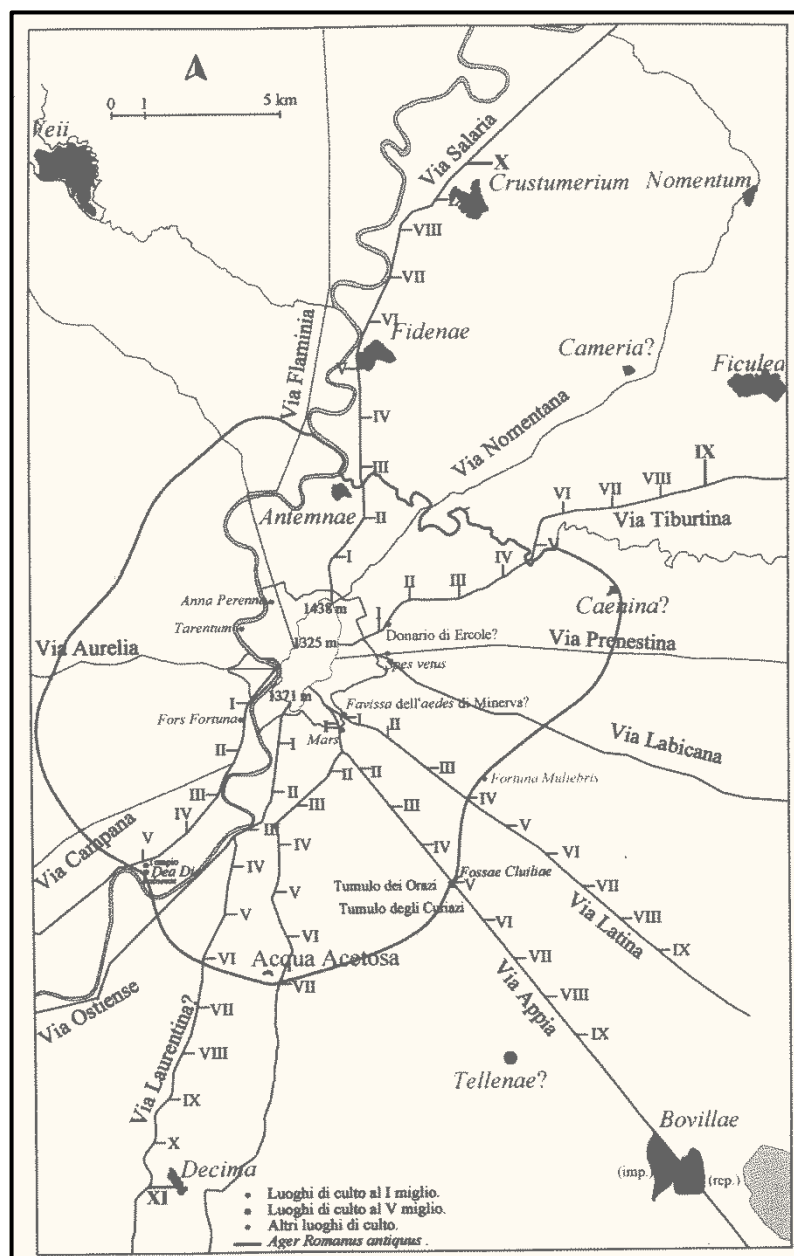 0 1 5 km
Veii
Via Salaria
X
Crustumerium
Nomentum
VIII
VII
VI
Fidenae
V
Via Flaminia
Cameria?
Ficulea
IV
III
Via Nomentana
IX
VIII
VII
VI
Via Tiburtina
Antemnae
II
I
V
IV
III
II
I
Caenina?
Anna Perenna
1438 m
Tarentum
1325 m
Donario di Ercole?
Via Aurelia
Via Prenestina
Spes vetus
1371 m
I
Fors Fortuna
Favissa dell'aedes di Minerva?
I
I
Mars
II
Via Labicana
II
I
II
II
III
Fortuna Muliebris
III
II
III
III
IV
IV
III
IV
V
Via Campana
V
IV
IV
VI
Dea Dia
Fossae Cluiliae
Tumulo dei Orazi
V
VII
Tumulo degli Curiazi
V
V
VI
VIII
Via Latina
VI
VI
IX
Acqua Acetosa
VII
VII
Via Ostiense
VII
VIII
Via Appia
Via Laurentina?
VIII
IX
IX
Tellenae?
X
Bovillae
Decima
(imp.)
(rep.)
XI
Luoghi di culto al I miglio.
Luoghi di culto al V miglio.
Altri luoghi di culto.
Ager Romanus antiquus .